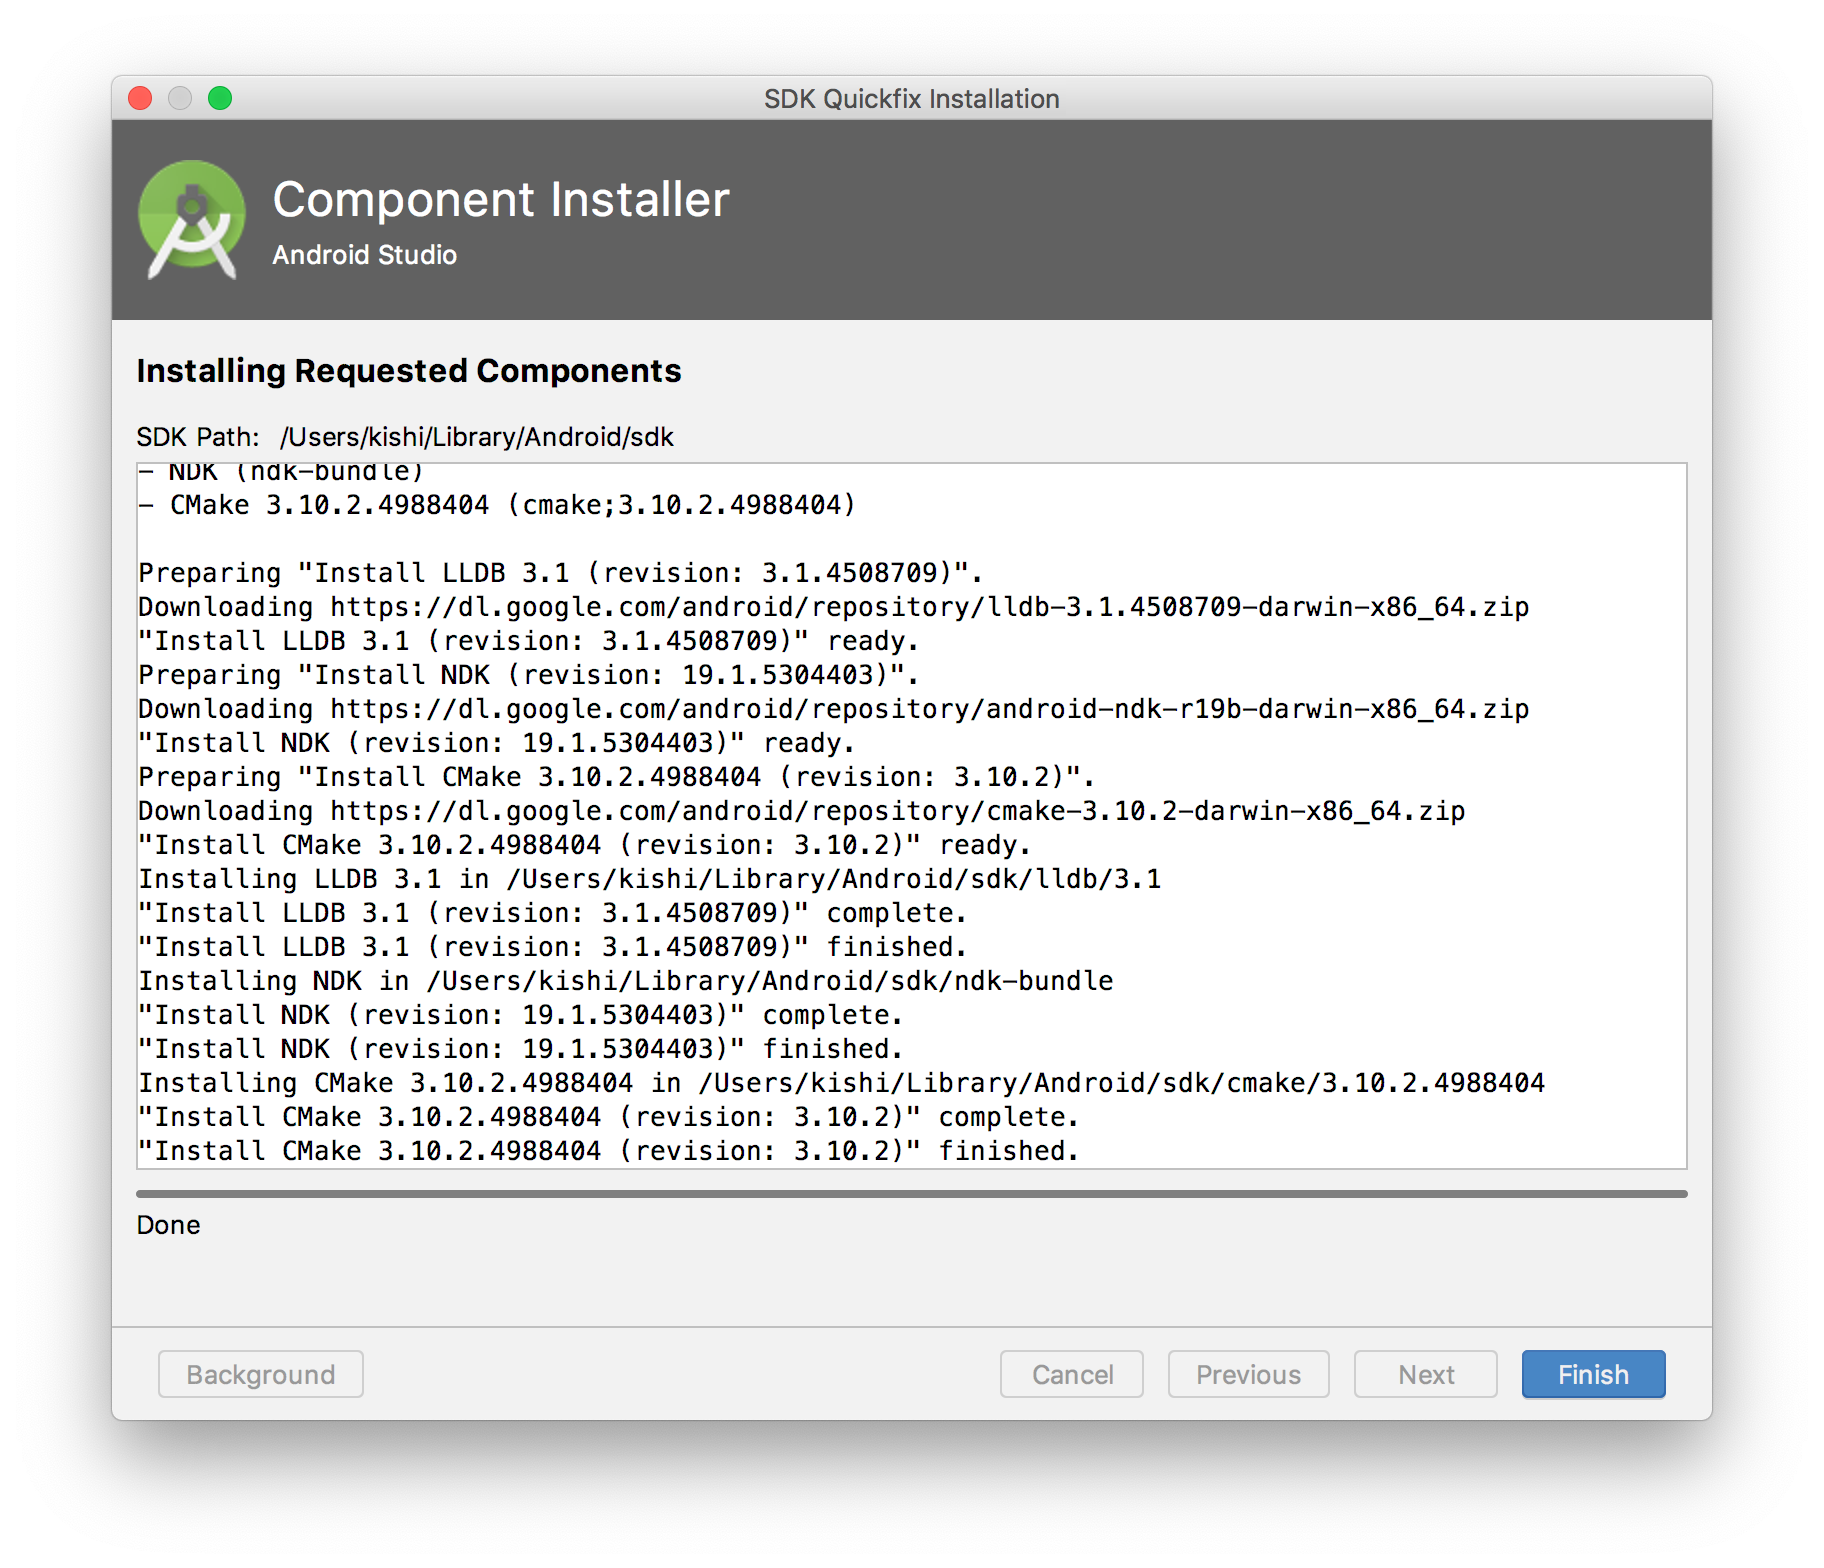 SDK Quickfix Installation
Component Installer
Android Studio
Installing Requested Components
SDK Path: /Users/kishi/Library/Android/sdk
- NDK (ndk-bundle)
- CMake 3.10.2.4988404 (cmake;3.10.2.4988404)
Preparing "Install LLDB 3.1 (revision: 3.1.4508709)".
Downloading https://dl.google.com/android/repository/lldb-3.1.4508709-darwin-x86_64.zip
"Install LLDB 3.1 (revision: 3.1.4508709)" ready.
Preparing "Install NDK (revision: 19.1.5304403)".
Downloading https://dl.google.com/android/repository/android-ndk-r19b-darwin-x86_64.zip
"Install NDK (revision: 19.1.5304403)" ready.
Preparing "Install CMake 3.10.2.4988404 (revision: 3.10.2)".
Downloading https://dl.google.com/android/repository/cmake-3.10.2-darwin-x86_64.zip
"Install CMake 3.10.2.4988404 (revision: 3.10.2)" ready.
Installing LLDB 3.1 in /Users/kishi/Library/Android/sdk/lldb/3.1
"Install LLDB 3.1 (revision: 3.1.4508709)" complete.
"Install LLDB 3.1 (revision: 3.1.4508709)" finished.
Installing NDK in /Users/kishi/Library/Android/sdk/ndk-bundle
"Install NDK (revision: 19.1.5304403)" complete.
"Install NDK (revision: 19.1.5304403)" finished.
Installing CMake 3.10.2.4988404 in /Users/kishi/Library/Android/sdk/cmake/3.10.2.4988404
"Install CMake 3.10.2.4988404 (revision: 3.10.2)" complete.
"Install CMake 3.10.2.4988404 (revision: 3.10.2)" finished.
Done
Background Cancel Previous Next Finish